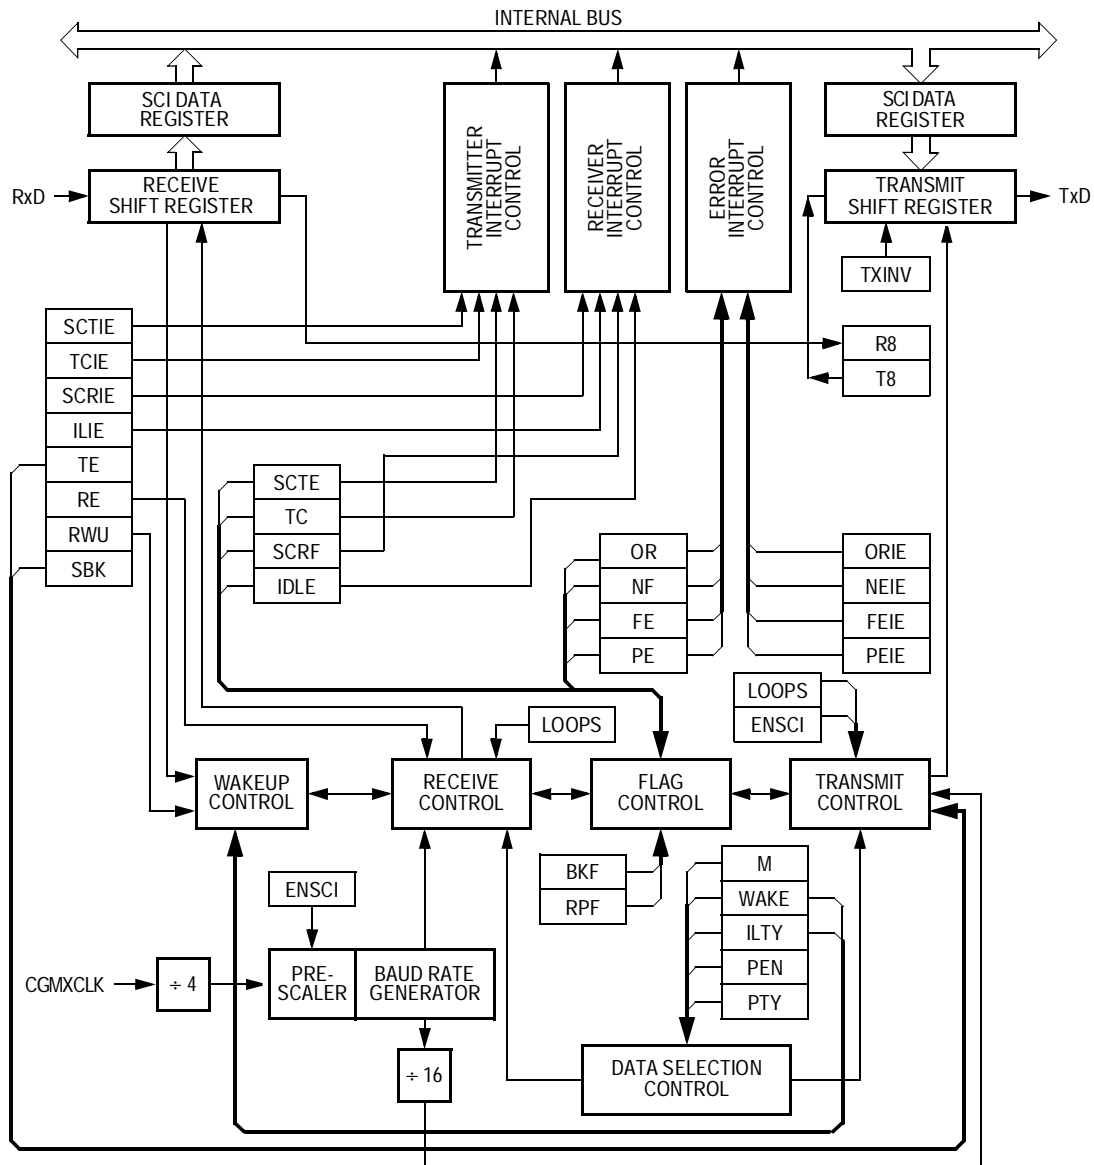 INTERNAL BUS
SCI DATA
REGISTER
SCI DATA
REGISTER
TRANSMITTER
INTERRUPT
CONTROL
RECEIVER
INTERRUPT
CONTROL
ERROR
INTERRUPT
CONTROL
RxD
RECEIVE
SHIFT REGISTER
TRANSMIT
SHIFT REGISTER
TxD
TXINV
SCTIE
TCIE
SCRIE
ILIE
TE
RE
RWU
SBK
R8
T8
SCTE
TC
SCRF
IDLE
OR
NF
FE
PE
ORIE
NEIE
FEIE
PEIE
LOOPS
ENSCI
LOOPS
WAKEUP
CONTROL
RECEIVE
CONTROL
FLAG
CONTROL
TRANSMIT
CONTROL
BKF
RPF
M
WAKE
ILTY
PEN
PTY
ENSCI
CGMXCLK
÷ 4
PRE-
SCALER
BAUD RATE
GENERATOR
÷ 16
DATA SELECTION
CONTROL